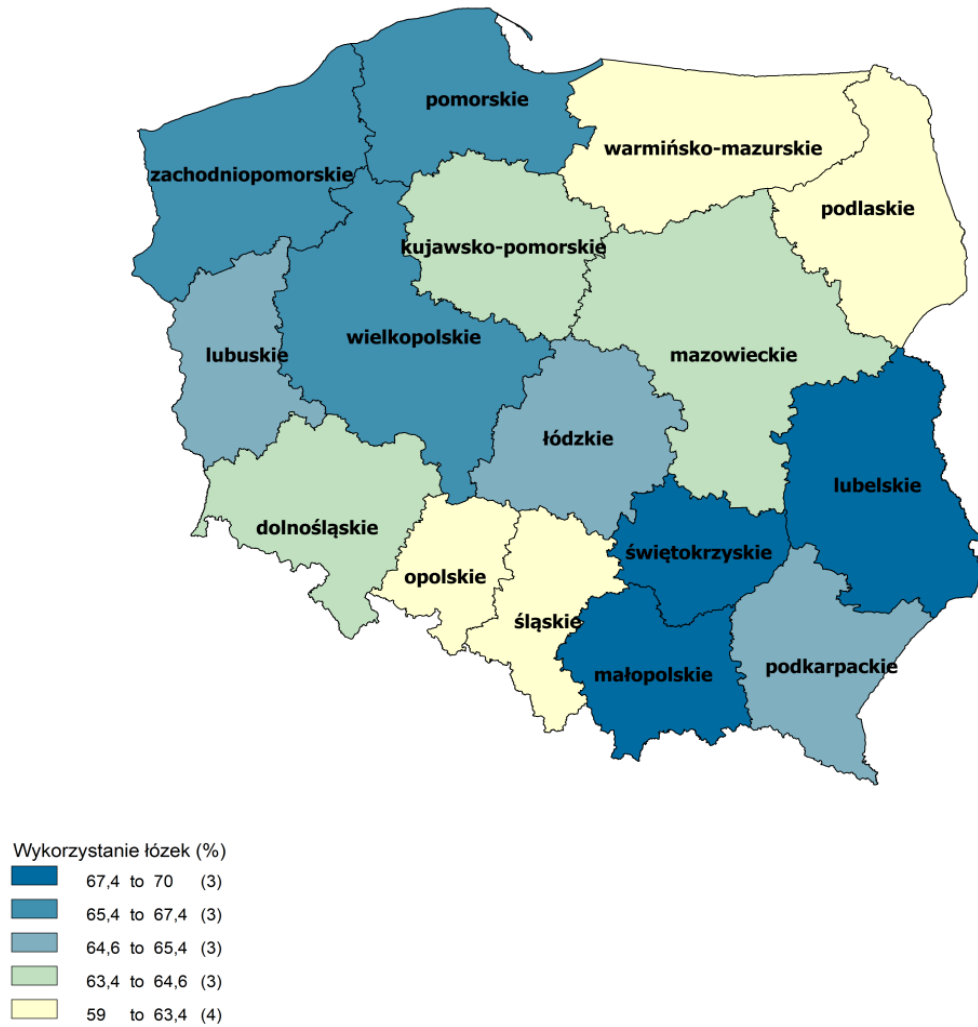 pomorskie
warmińsko-mazurskie
zachodniopomorskie
podlaskie
kujawsko-pomorskie
wielkopolskie
lubuskie
mazowieckie
łódzkie
lubelskie
dolnośląskie
świętokrzyskie
opolskie
śląskie
podkarpackie
małopolskie
Wykorzystanie łózek (%)
67,4 to 70 (3)
65,4 to 67,4 (3)
64,6 to 65,4 (3)
63,4 to 64,6 (3)
59 to 63,4 (4)